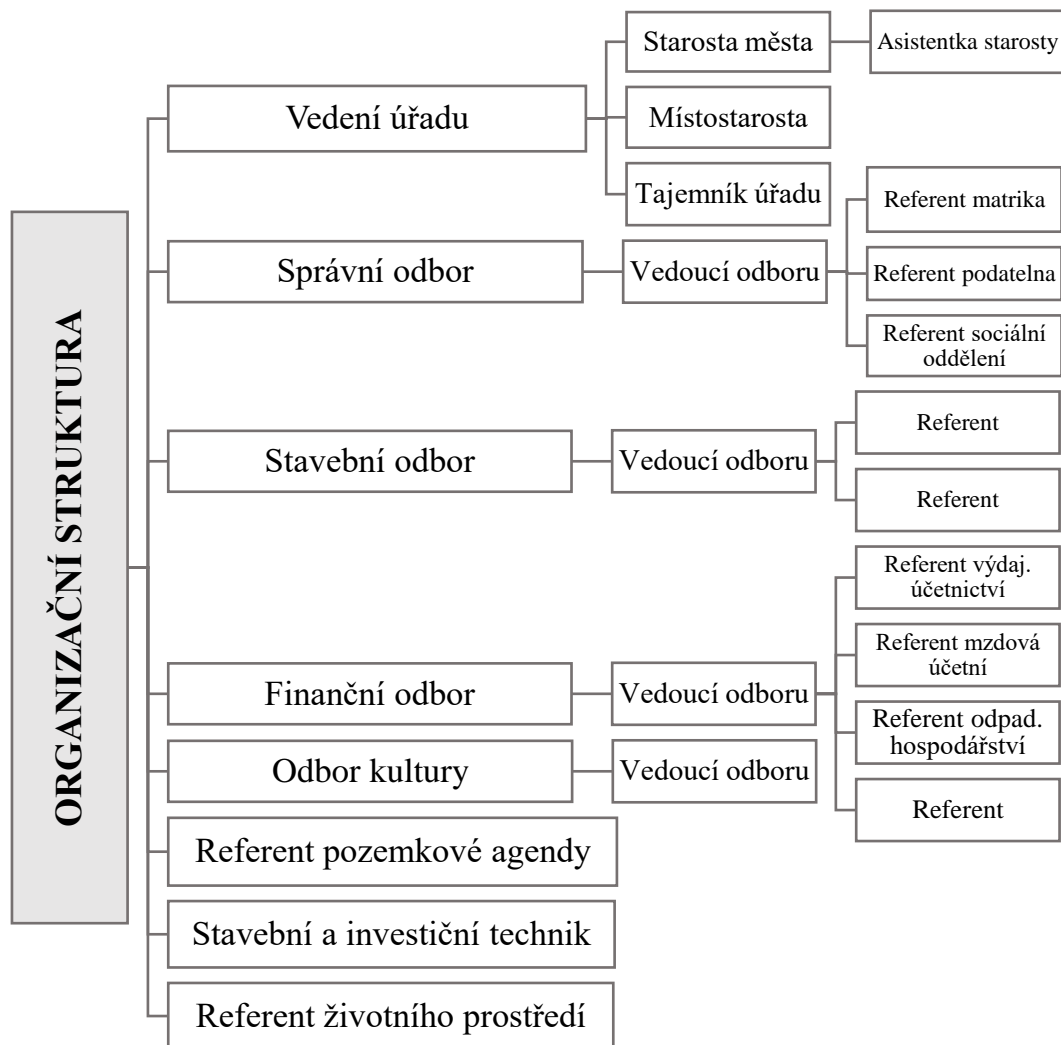 ORGANIZAČNÍ STRUKTURA
Vedení úřadu
Starosta města
Asistentka starosty
Místostarosta
Tajemník úřadu
Správní odbor
Vedoucí odboru
Referent matrika
Referent podatelna
Referent sociální
oddělení
Stavební odbor
Vedoucí odboru
Referent
Referent
Finanční odbor
Vedoucí odboru
Referent výdaj.
účetnictví
Referent mzdová
účetní
Referent odpad.
hospodářství
Referent
Odbor kultury
Vedoucí odboru
Referent pozemkové agendy
Stavební a investiční technik
Referent životního prostředí